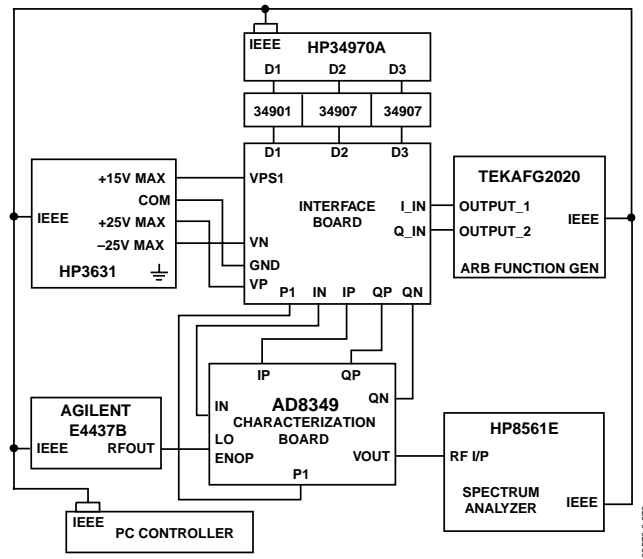 IEEE
HP34970A
D1 D2 D3
34901 34907 34907
D1 D2 D3
+15V MAX
COM
+25V MAX
–25V MAX
IEEE
HP3631
VPS1
VN
GND
VP
INTERFACE
BOARD
I_IN
Q_IN
P1 IN IP QP QN
TEKAFG2020
OUTPUT_1
OUTPUT_2
IEEE
ARB FUNCTION GEN
IP QP
QN
IN
AD8349
CHARACTERIZATION
BOARD
LO
ENOP
VOUT
P1
AGILENT
E4437B
IEEE RFOUT
HP8561E
RF I/P
SPECTRUM
ANALYZER
IEEE
IEEE
PC CONTROLLER